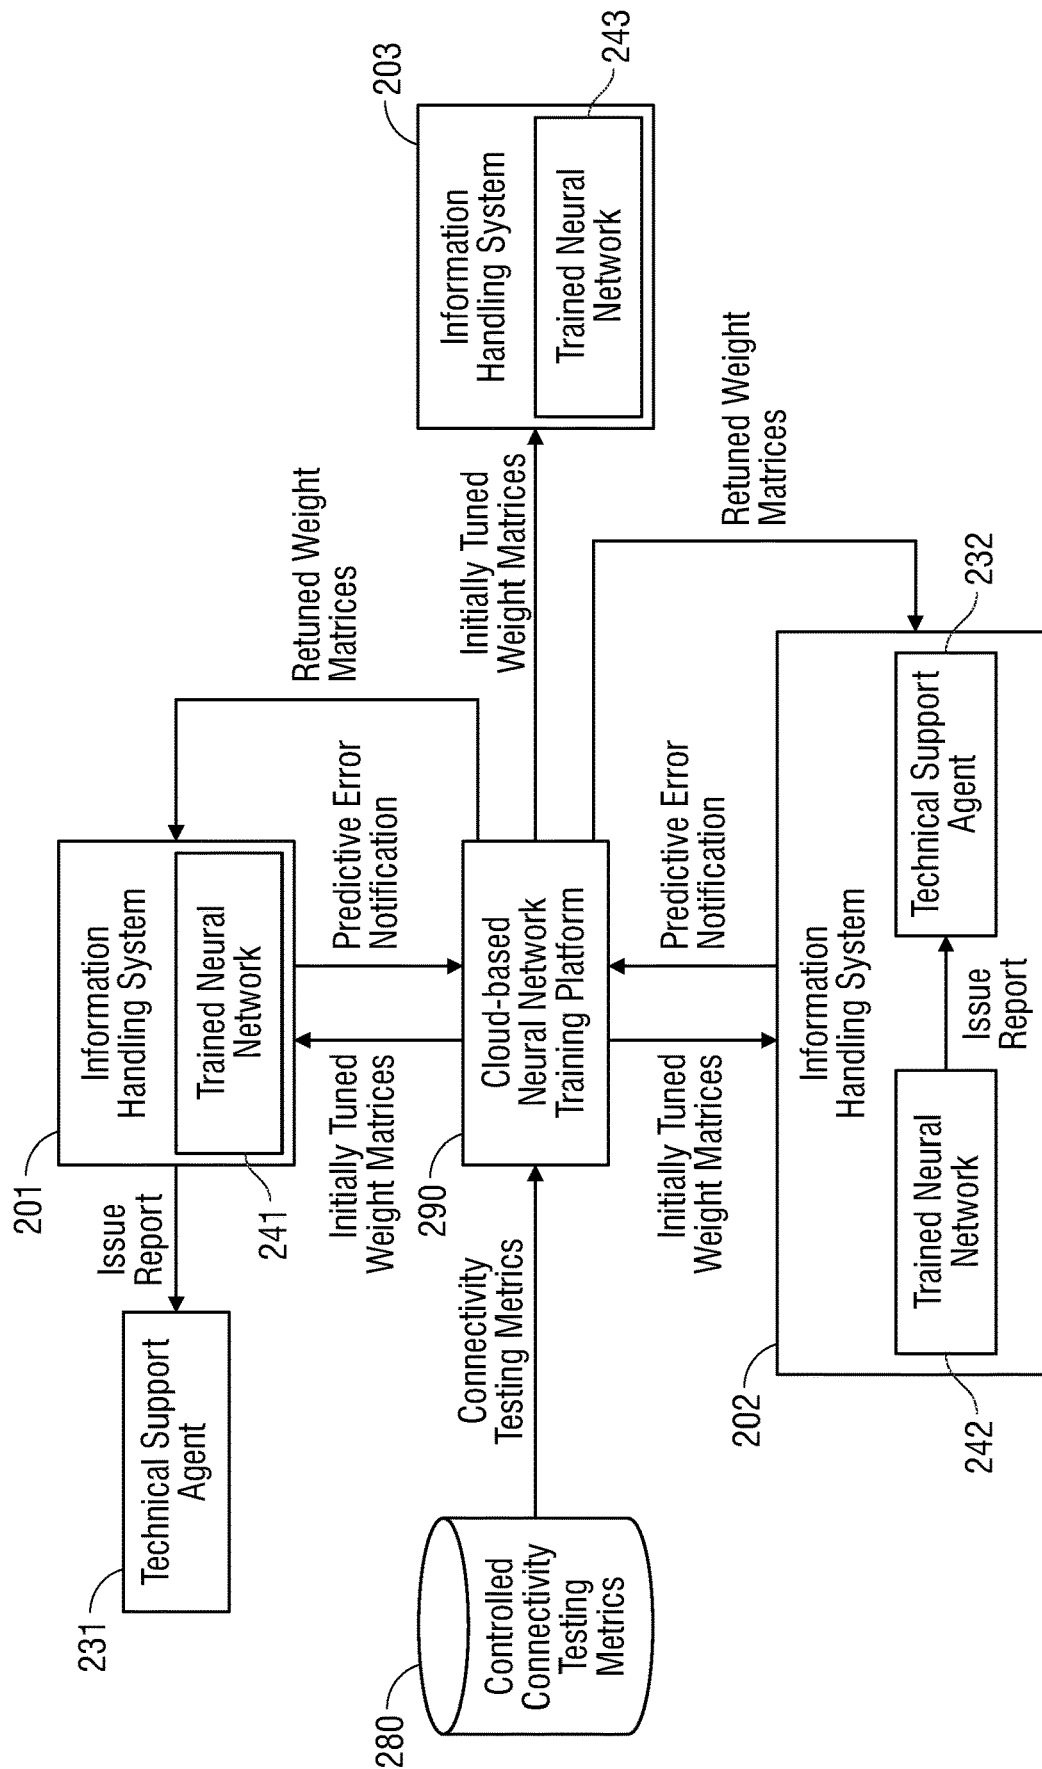 231
Technical Support
Agent
Issue
Report
201
Information
Handling System
Trained Neural
Network
241
Retuned Weight
Matrices
Initially Tuned
Weight Matrices
Predictive Error
Notification
280
Controlled
Connectivity
Testing
Metrics
Connectivity
Testing Metrics
290
Cloud-based
Neural Network
Training Platform
Initially Tuned
Weight Matrices
203
Information
Handling System
Trained Neural
Network
243
Initially Tuned
Weight Matrices
Predictive Error
Notification
Retuned Weight
Matrices
202
Information
Handling System
242
Trained Neural
Network
Issue
Report
Technical Support
Agent
232